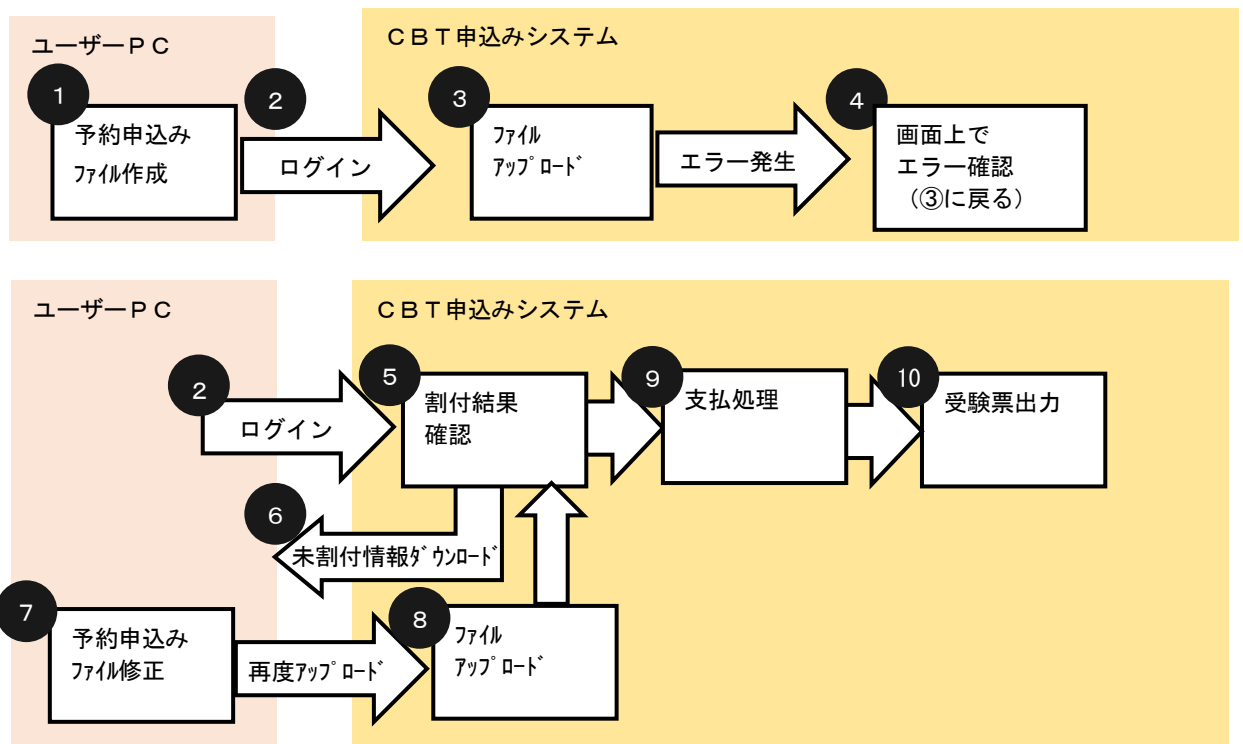 ユーザーＰＣ
ＣＢＴ申込みシステム
1
予約申込み
ﾌｧｲﾙ作成
2
ログイン
3
ﾌｧｲﾙ
ｱｯﾌﾟﾛｰﾄﾞ
エラー発生
4
画面上で
エラー確認
（③に戻る）
ユーザーＰＣ
ＣＢＴ申込みシステム
2
ログイン
5
割付結果
確認
9
支払処理
10
受験票出力
6
未割付情報ﾀﾞｳﾝﾛｰﾄﾞ
7
予約申込み
ﾌｧｲﾙ修正
再度ｱｯﾌﾟﾛｰﾄﾞ
8
ﾌｧｲﾙ
ｱｯﾌﾟﾛｰﾄﾞ